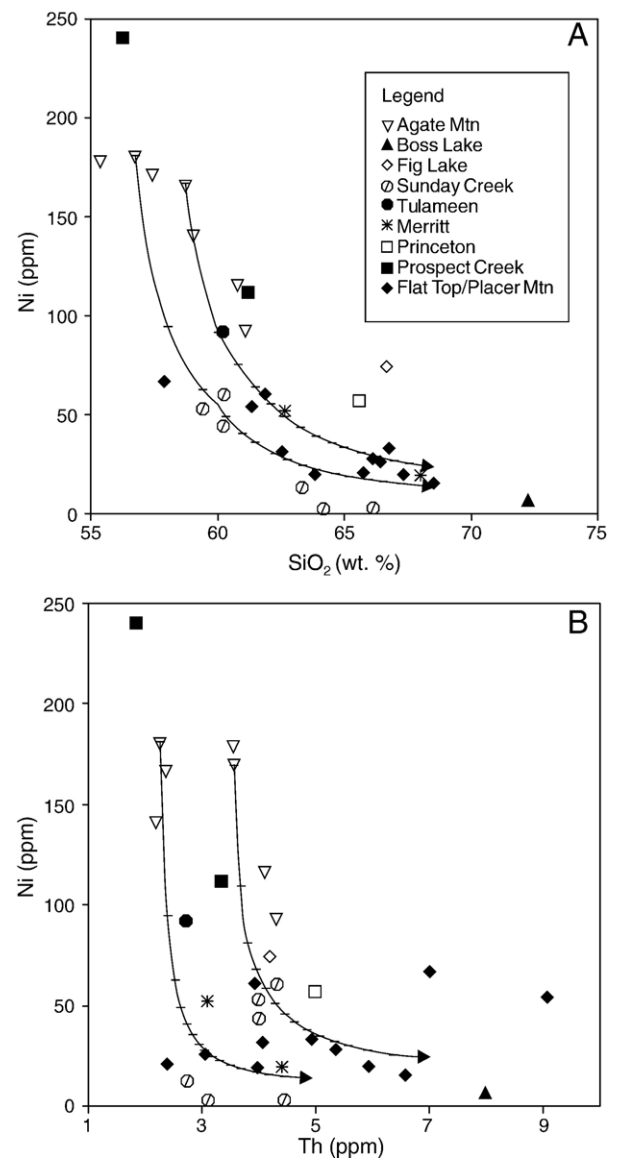 A
250
200
150
100
50
0
Ni (ppm)
Legend
Agate Mtn
Boss Lake
Fig Lake
Sunday Creek
Tulameen
Merritt
Princeton
Prospect Creek
Flat Top/Placer Mtn
55 60 65 70 75
SiO₂ (wt. %)
B
250
200
150
100
50
0
Ni (ppm)
1 3 5 7 9
Th (ppm)